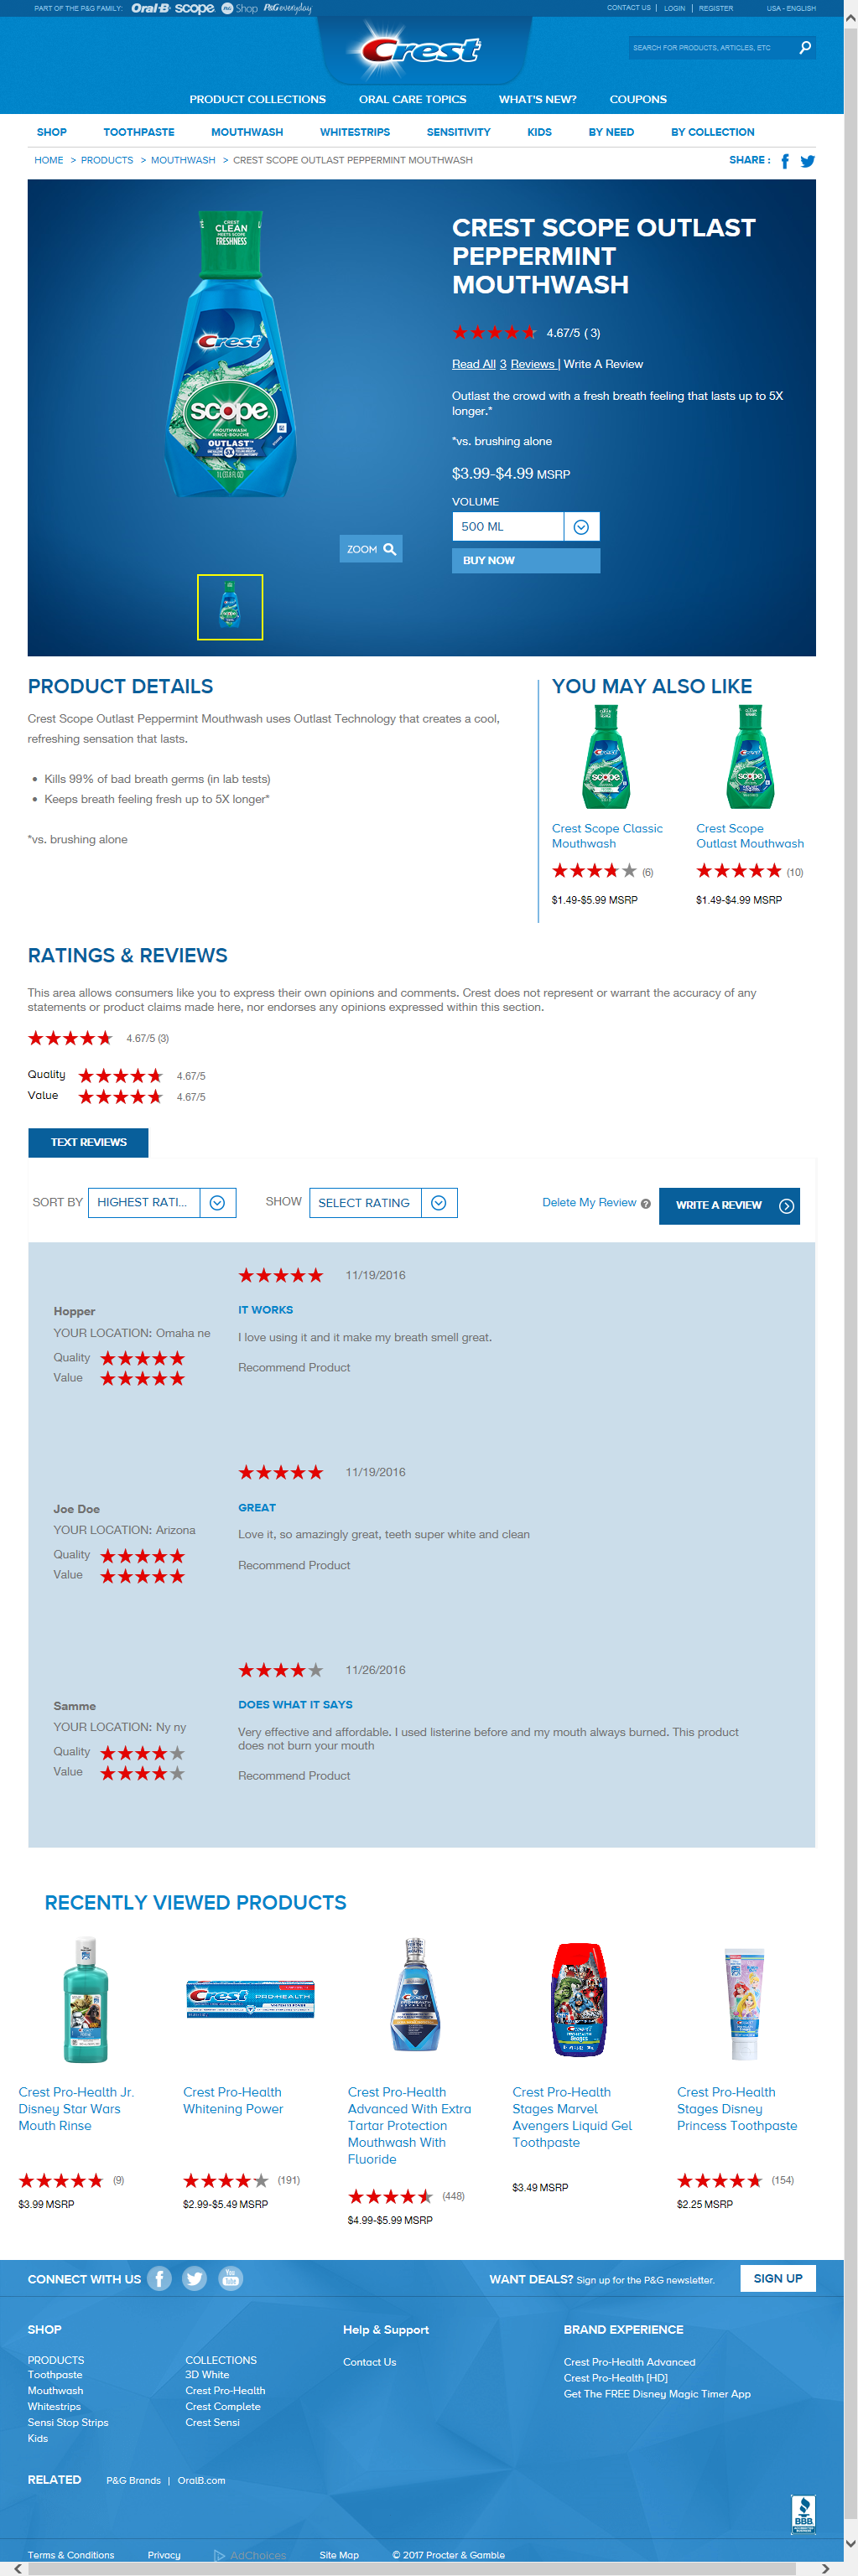 PART OF THE P&G FAMILY: Oral-B scope P&G Shop P&G everyday
CONTACT US | LOGIN | REGISTER USA - ENGLISH
Crest
SEARCH FOR PRODUCTS, ARTICLES, ETC
PRODUCT COLLECTIONS ORAL CARE TOPICS WHAT'S NEW? COUPONS
SHOP TOOTHPASTE MOUTHWASH WHITESTRIPS SENSITIVITY KIDS BY NEED BY COLLECTION
HOME > PRODUCTS > MOUTHWASH > CREST SCOPE OUTLAST PEPPERMINT MOUTHWASH
SHARE :
CREST
CLEAN
MEETS SCOPE
FRESHNESS
Crest
scope
MOUTHWASH
RINCE-BOUCHE
OUTLAST
5X
ZOOM
CREST SCOPE OUTLAST
PEPPERMINT
MOUTHWASH
4.67/5 ( 3)
Read All 3 Reviews | Write A Review
Outlast the crowd with a fresh breath feeling that lasts up to 5X
longer.*
*vs. brushing alone
$3.99-$4.99 MSRP
VOLUME
500 ML
BUY NOW
PRODUCT DETAILS
Crest Scope Outlast Peppermint Mouthwash uses Outlast Technology that creates a cool,
refreshing sensation that lasts.
• Kills 99% of bad breath germs (in lab tests)
• Keeps breath feeling fresh up to 5X longer*
*vs. brushing alone
YOU MAY ALSO LIKE
Crest
scope
Crest
scope
Crest Scope Classic
Mouthwash
(6)
$1.49-$5.99 MSRP
Crest Scope
Outlast Mouthwash
(10)
$1.49-$4.99 MSRP
RATINGS & REVIEWS
This area allows consumers like you to express their own opinions and comments. Crest does not represent or warrant the accuracy of any
statements or product claims made here, nor endorses any opinions expressed within this section.
4.67/5 (3)
Quality 4.67/5
Value 4.67/5
TEXT REVIEWS
SORT BY HIGHEST RATI... SHOW SELECT RATING Delete My Review ? WRITE A REVIEW
11/19/2016
Hopper
YOUR LOCATION: Omaha ne
Quality
Value
IT WORKS
I love using it and it make my breath smell great.
Recommend Product
11/19/2016
Joe Doe
YOUR LOCATION: Arizona
Quality
Value
GREAT
Love it, so amazingly great, teeth super white and clean
Recommend Product
11/26/2016
Samme
YOUR LOCATION: Ny ny
Quality
Value
DOES WHAT IT SAYS
Very effective and affordable. I used listerine before and my mouth always burned. This product
does not burn your mouth
Recommend Product
RECENTLY VIEWED PRODUCTS
Crest PRO-HEALTH
Crest Pro-Health Jr.
Disney Star Wars
Mouth Rinse
(9)
$3.99 MSRP
Crest Pro-Health
Whitening Power
(191)
$2.99-$5.49 MSRP
Crest Pro-Health
Advanced With Extra
Tartar Protection
Mouthwash With
Fluoride
(448)
$4.99-$5.99 MSRP
Crest Pro-Health
Stages Marvel
Avengers Liquid Gel
Toothpaste
$3.49 MSRP
Crest Pro-Health
Stages Disney
Princess Toothpaste
(154)
$2.25 MSRP
CONNECT WITH US
You Tube
WANT DEALS? Sign up for the P&G newsletter.
SIGN UP
SHOP
PRODUCTS
Toothpaste
Mouthwash
Whitestrips
Sensi Stop Strips
Kids
COLLECTIONS
3D White
Crest Pro-Health
Crest Complete
Crest Sensi
Help & Support
Contact Us
BRAND EXPERIENCE
Crest Pro-Health Advanced
Crest Pro-Health [HD]
Get The FREE Disney Magic Timer App
RELATED P&G Brands | OralB.com
BBB
Terms & Conditions Privacy AdChoices Site Map © 2017 Procter & Gamble